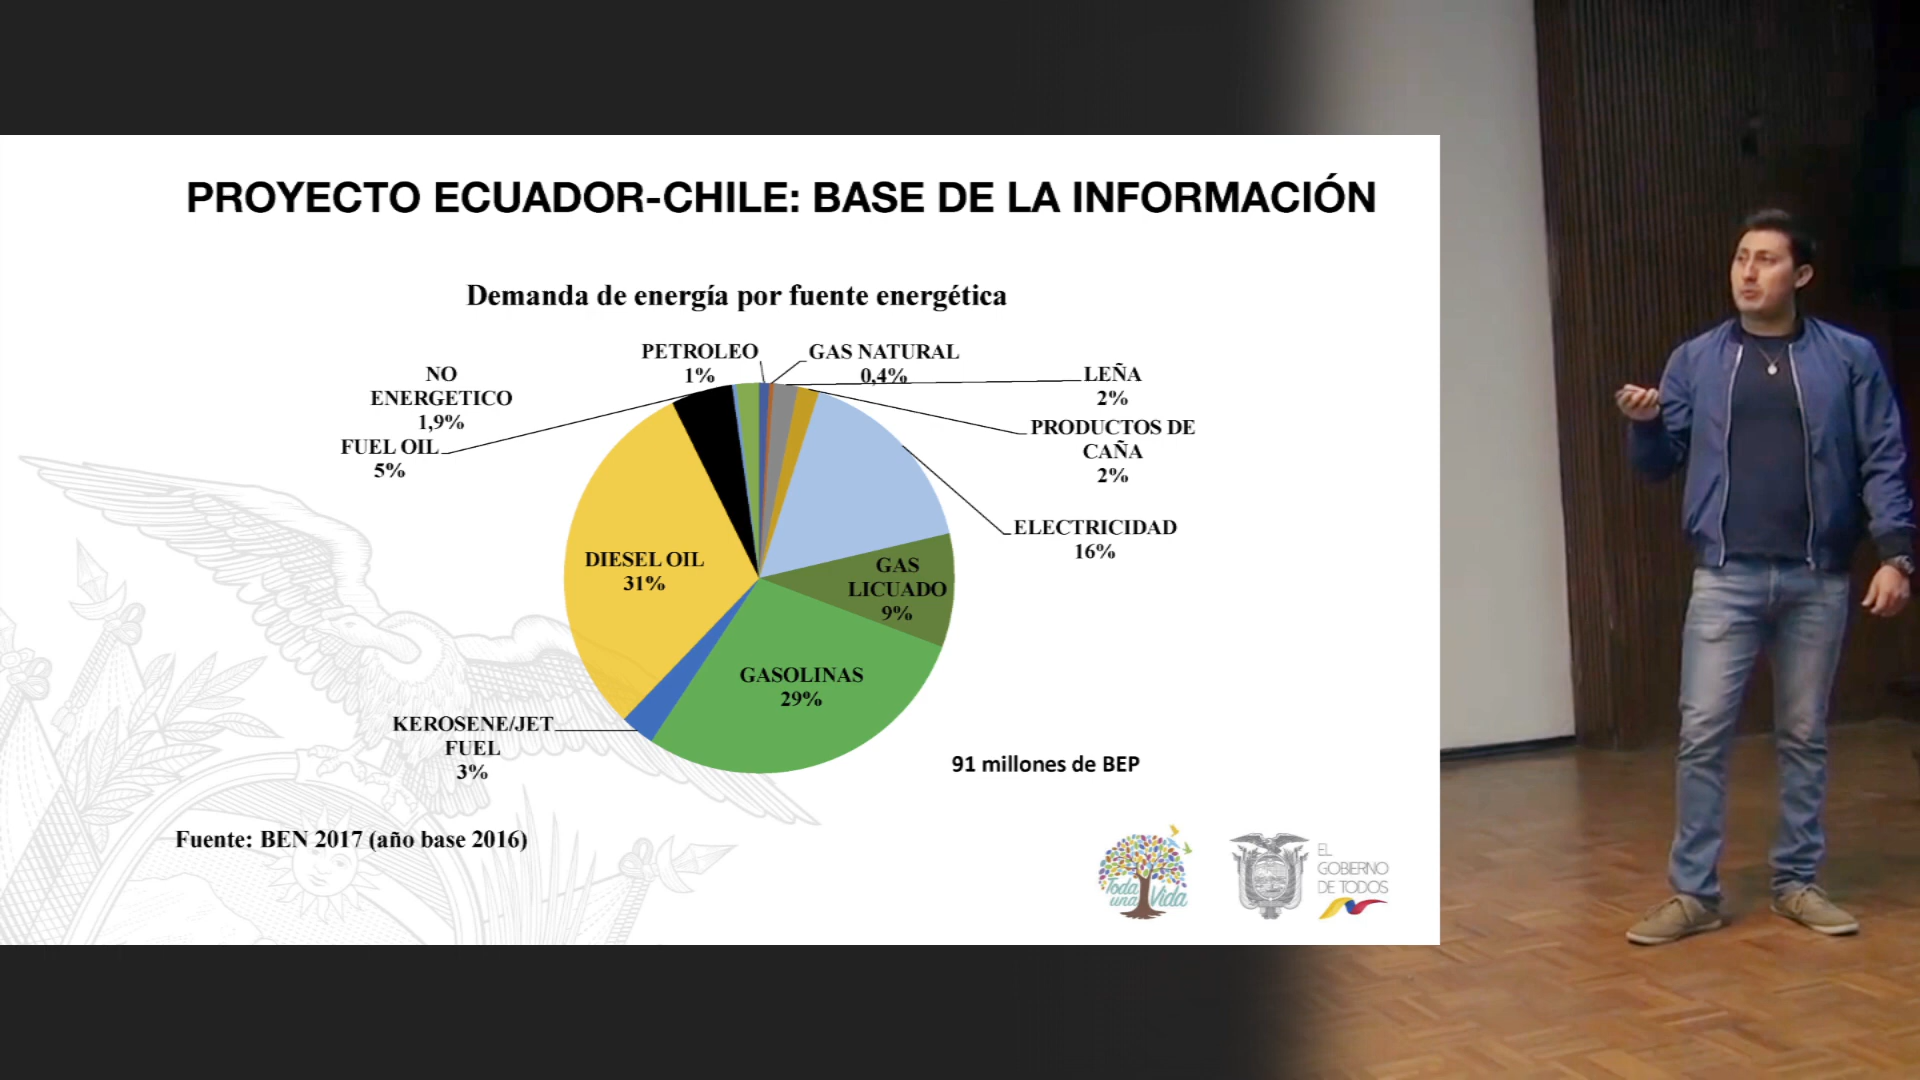 PROYECTO ECUADOR-CHILE: BASE DE LA INFORMACIÓN
Demanda de energía por fuente energética
PETROLEO
1%
GAS NATURAL
0,4%
LEÑA
2%
PRODUCTOS DE
CAÑA
2%
ELECTRICIDAD
16%
GAS
LICUADO
9%
GASOLINAS
29%
KEROSENE/JET
FUEL
3%
DIESEL OIL
31%
FUEL OIL
5%
NO
ENERGETICO
1,9%
91 millones de BEP
Fuente: BEN 2017 (año base 2016)
Toda
una Vida
EL
GOBIERNO
DE TODOS